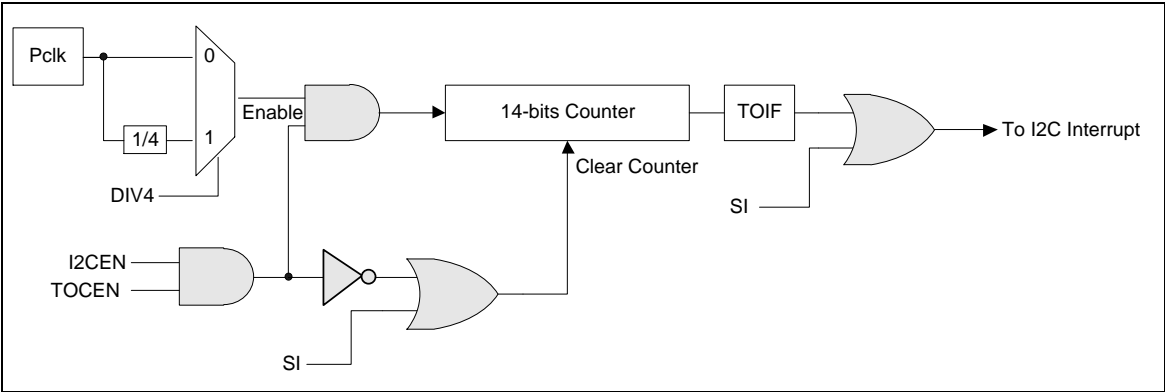 Pclk
0
Enable
14-bits Counter
TOIF
To I2C Interrupt
1/4
1
Clear Counter
DIV4
SI
I2CEN
TOCEN
SI